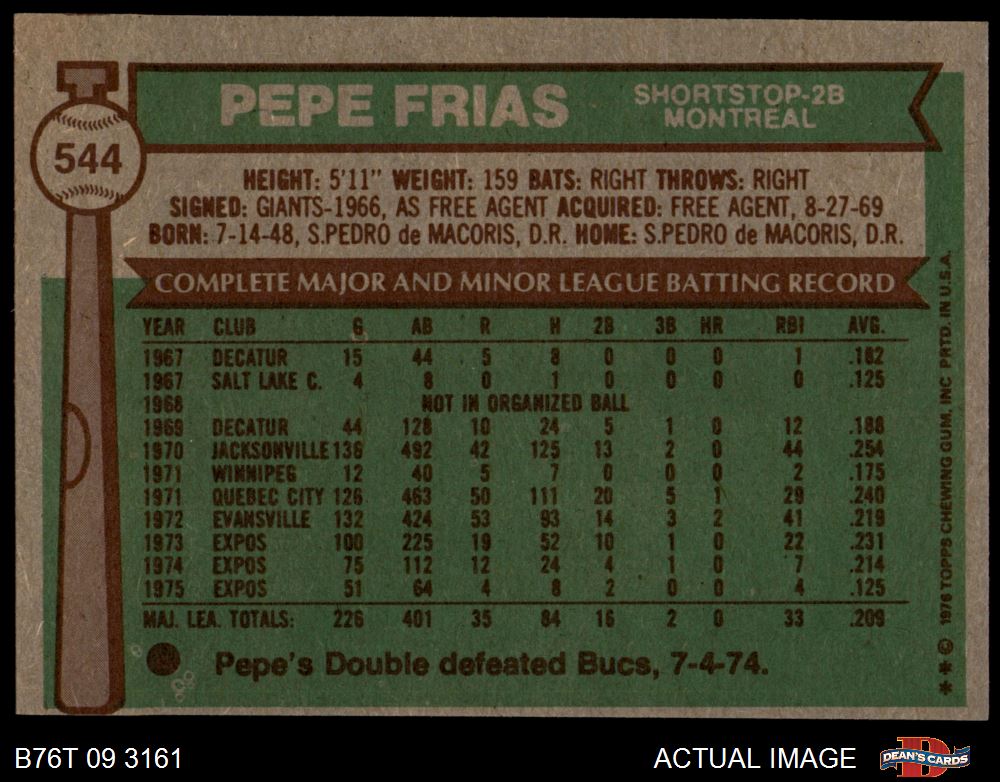 PEPE FRIAS
SHORTSTOP-2B
MONTREAL
544
HEIGHT: 5'11" WEIGHT: 159 BATS: RIGHT THROWS: RIGHT
SIGNED: GIANTS-1966, AS FREE AGENT ACQUIRED: FREE AGENT, 8-27-69
BORN: 7-14-48, S.PEDRO de MACORIS, D.R. HOME: S.PEDRO de MACORIS, D.R.
COMPLETE MAJOR AND MINOR LEAGUE BATTING RECORD
YEAR CLUB G AB R H 2B 3B HR RBI AVG.
1967 DECATUR 15 44 5 8 0 0 0 1 .182
1967 SALT LAKE C. 4 8 0 1 0 0 0 0 .125
1968 NOT IN ORGANIZED BALL
1969 DECATUR 44 128 10 24 5 1 0 12 .188
1970 JACKSONVILLE 136 492 42 125 13 2 0 44 .254
1971 WINNIPEG 12 40 5 7 0 0 0 2 .175
1971 QUEBEC CITY 126 463 50 111 20 5 1 29 .240
1972 EVANSVILLE 132 424 53 93 14 3 2 41 .219
1973 EXPOS 100 225 19 52 10 1 0 22 .231
1974 EXPOS 75 112 12 24 4 1 0 7 .214
1975 EXPOS 51 64 4 8 2 0 0 4 .125
MAJ. LEA. TOTALS: 226 401 35 84 16 2 0 33 .209
Pepe's Double defeated Bucs, 7-4-74.
** © 1976 TOPPS CHEWING GUM, INC PRTD. IN U.S.A.
B76T 09 3161
ACTUAL IMAGE
DEAN'S CARDS